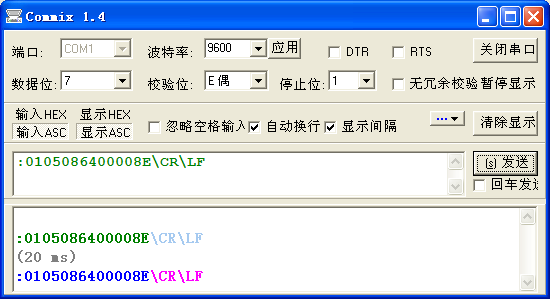 Commix 1.4
端口: COM1 波特率: 9600 应用 DTR RTS 关闭串口
数据位: 7 校验位: E 偶 停止位: 1 无冗余校验 暂停显示
输入HEX 显示HEX
输入ASC 显示ASC 忽略空格输入 自动换行 显示间隔 ... 清除显示
:0105086400008E\CR\LF
[s] 发送
回车发送
:0105086400008E\CR\LF
(20 ms)
:0105086400008E\CR\LF